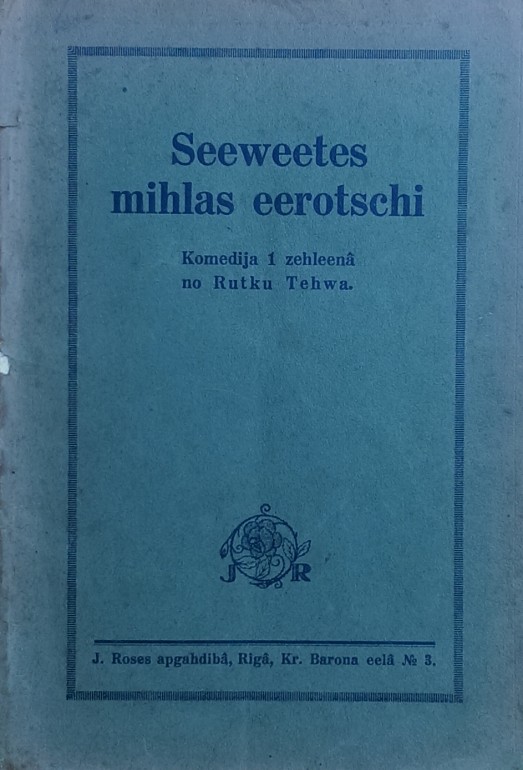 Seeweetes
mihlas eerotschi
Komedija 1 zehleenâ
no Rutku Tehwa.
J R
J. Roses apgahdibâ, Rigâ, Kr. Barona eelâ № 3.